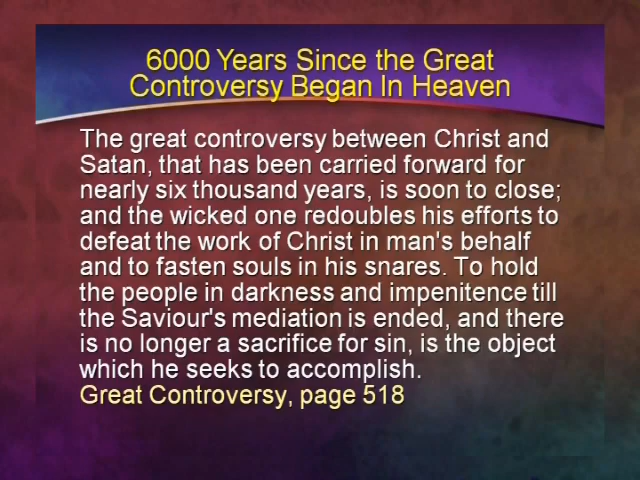 6000 Years Since the Great
Controversy Began In Heaven
The great controversy between Christ and
Satan, that has been carried forward for
nearly six thousand years, is soon to close;
and the wicked one redoubles his efforts to
defeat the work of Christ in man's behalf
and to fasten souls in his snares. To hold
the people in darkness and impenitence till
the Saviour's mediation is ended, and there
is no longer a sacrifice for sin, is the object
which he seeks to accomplish.
Great Controversy, page 518